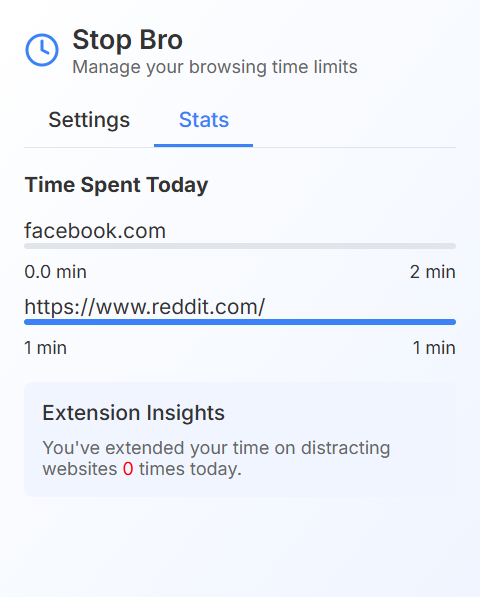 Stop Bro
Manage your browsing time limits
Settings Stats
Time Spent Today
facebook.com
0.0 min 2 min
https://www.reddit.com/
1 min 1 min
Extension Insights
You've extended your time on distracting
websites 0 times today.